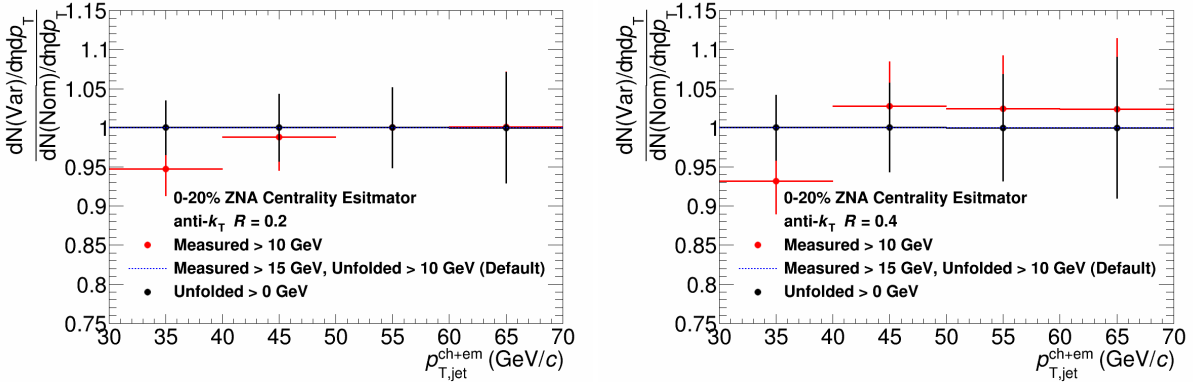 dN(Var)/dηdp_T
dN(Nom)/dηdp_T
1.15
1.1
1.05
1
0.95
0.9
0.85
0.8
0.75
0-20% ZNA Centrality Esitmator
anti-k_T R = 0.2
Measured > 10 GeV
Measured > 15 GeV, Unfolded > 10 GeV (Default)
Unfolded > 0 GeV
30 35 40 45 50 55 60 65 70
p_T,jet^ch+em (GeV/c)
dN(Var)/dηdp_T
dN(Nom)/dηdp_T
1.15
1.1
1.05
1
0.95
0.9
0.85
0.8
0.75
0-20% ZNA Centrality Esitmator
anti-k_T R = 0.4
Measured > 10 GeV
Measured > 15 GeV, Unfolded > 10 GeV (Default)
Unfolded > 0 GeV
30 35 40 45 50 55 60 65 70
p_T,jet^ch+em (GeV/c)